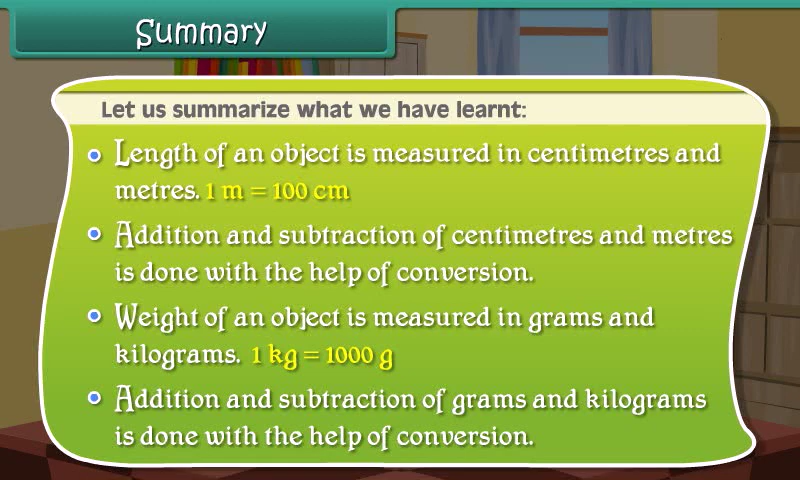 Summary
Let us summarize what we have learnt:
Length of an object is measured in centimetres and
metres. 1 m = 100 cm
Addition and subtraction of centimetres and metres
is done with the help of conversion.
Weight of an object is measured in grams and
kilograms. 1 kg = 1000 g
Addition and subtraction of grams and kilograms
is done with the help of conversion.